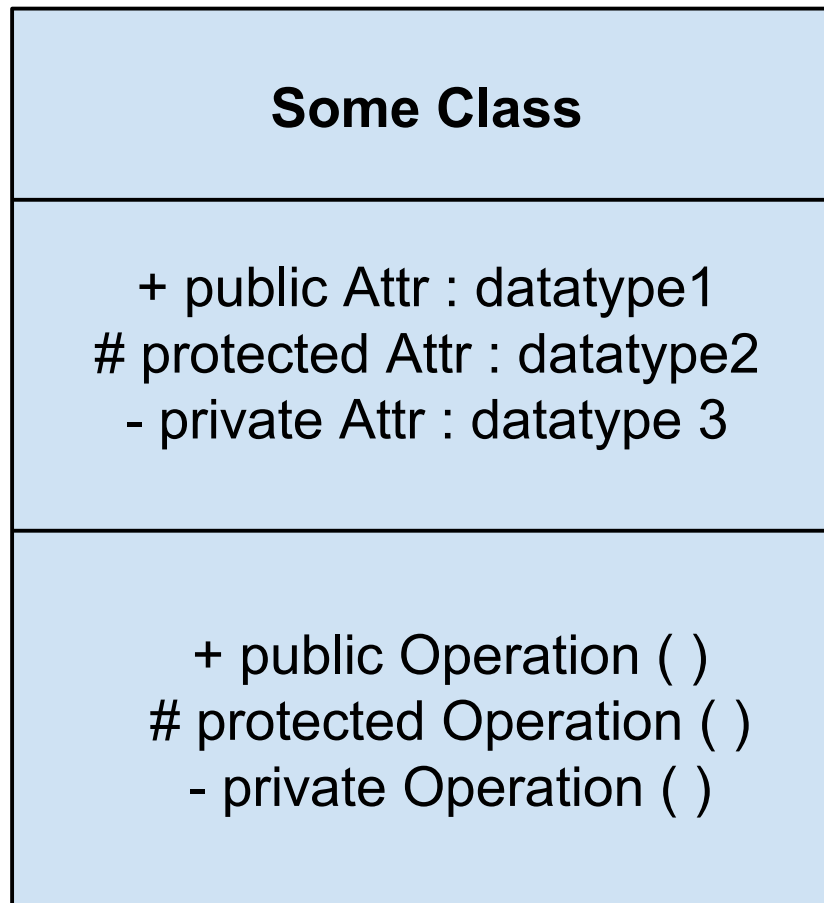 Some Class
+ public Attr : datatype1
# protected Attr : datatype2
- private Attr : datatype 3
+ public Operation ( )
# protected Operation ( )
- private Operation ( )